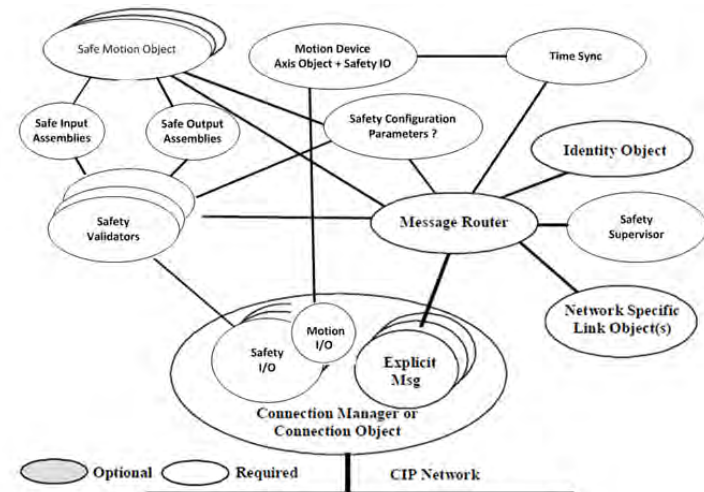 Safe Motion Object
Motion Device
Axis Object + Safety IO
Time Sync
Safe Input
Assemblies
Safe Output
Assemblies
Safety Configuration
Parameters ?
Identity Object
Safety
Validators
Message Router
Safety
Supervisor
Network Specific
Link Object(s)
Motion
I/O
Safety
I/O
Explicit
Msg
Connection Manager or
Connection Object
Optional
Required
CIP Network